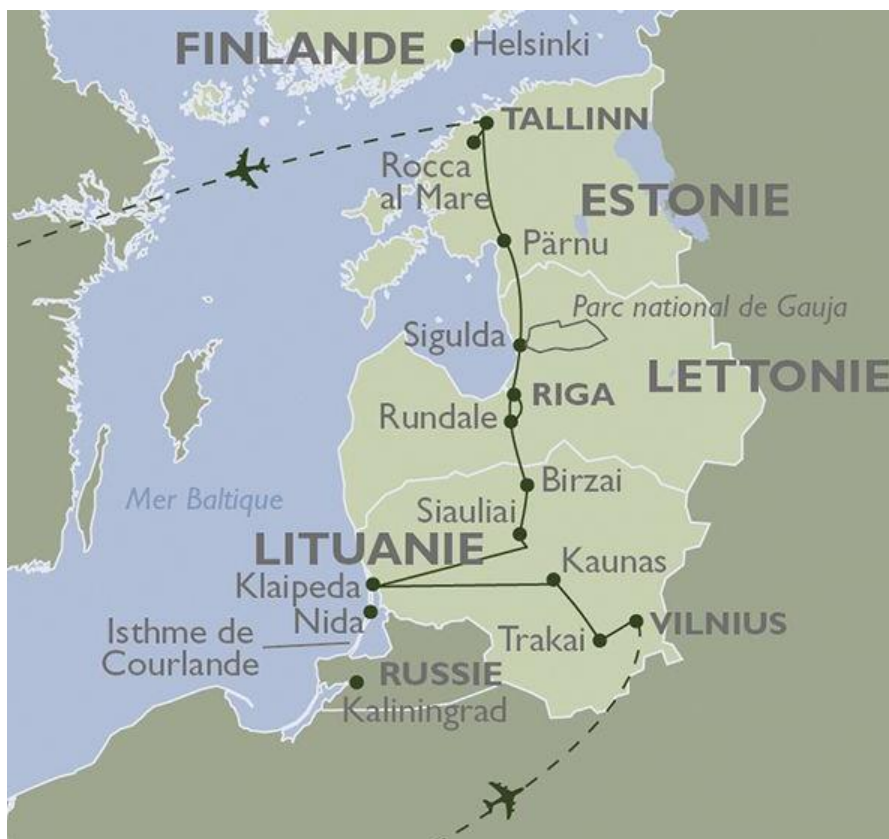 FINLANDE
Helsinki
TALLINN
Rocca
al Mare
ESTONIE
Pärnu
Parc national de Gauja
Sigulda
LETTONIE
RIGA
Rundale
Birzai
Mer Baltique
Siauliai
LITUANIE
Kaunas
Klaipeda
Nida
VILNIUS
Isthme de
Courlande
Trakai
RUSSIE
Kaliningrad